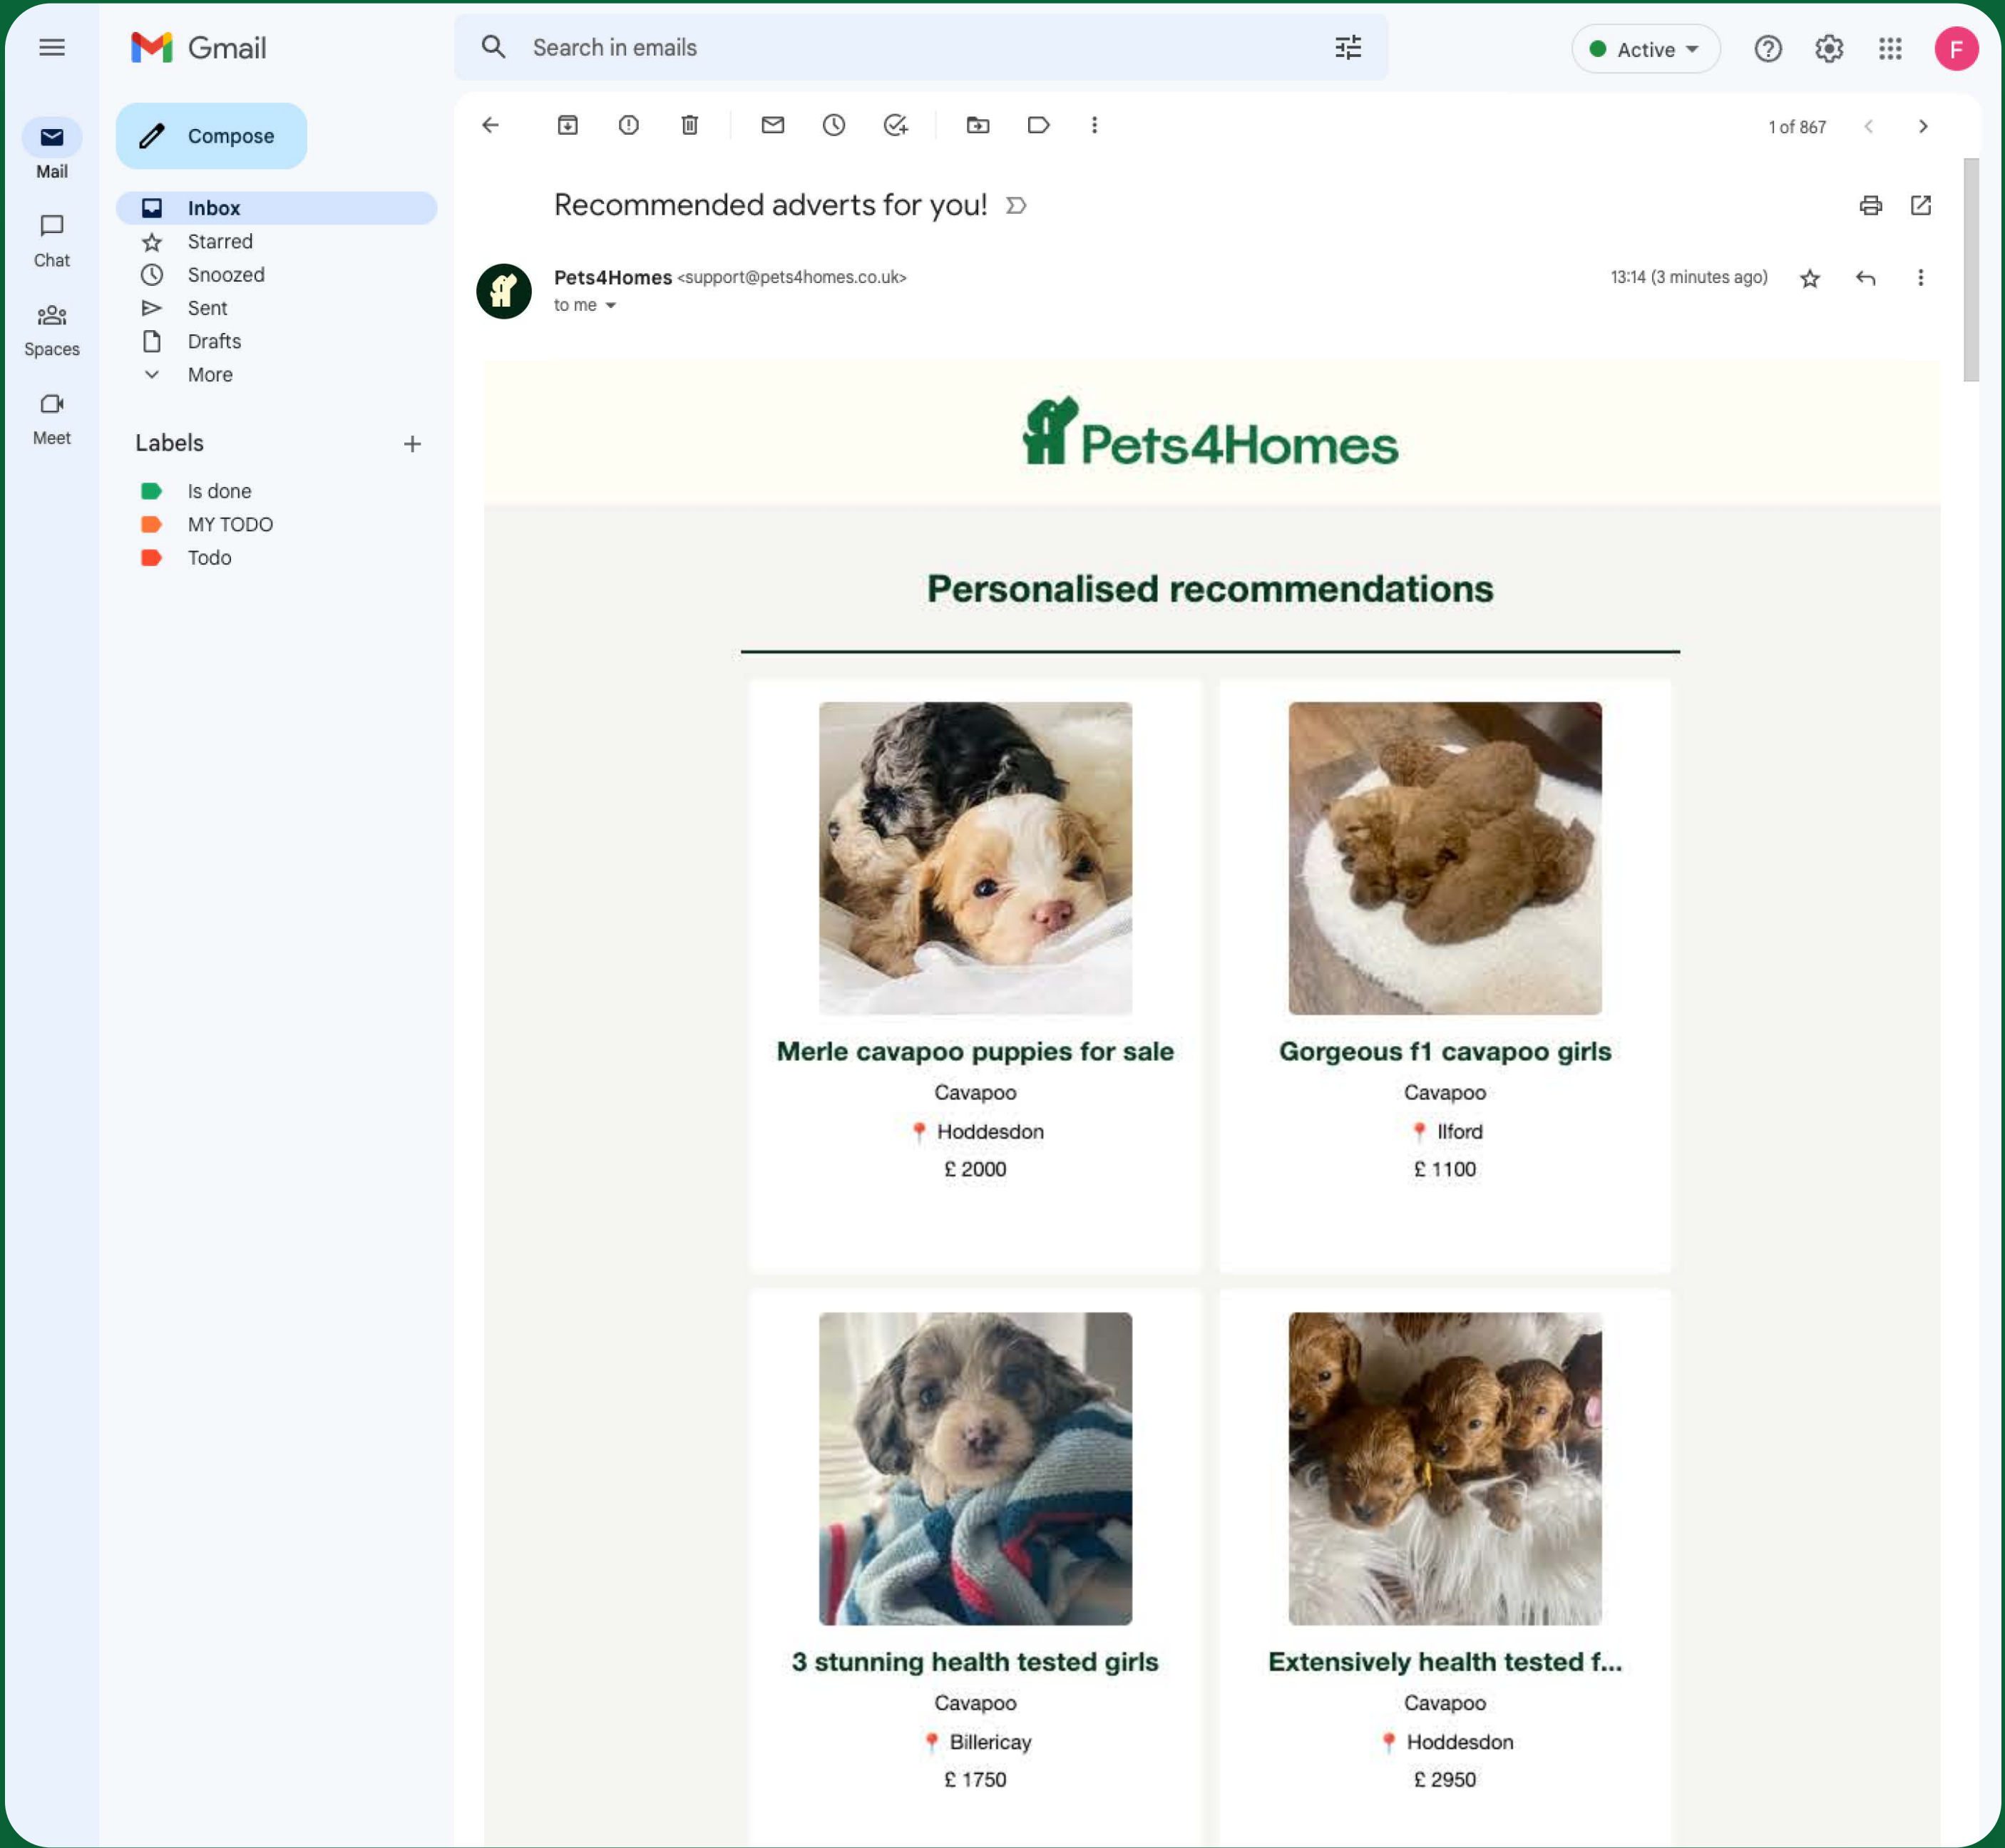 Gmail
Search in emails
Active
F
Compose
Mail
Inbox
Starred
Chat
Snoozed
Sent
Spaces
Drafts
More
Meet
Labels
Is done
MY TODO
Todo
1 of 867
Recommended adverts for you!
Pets4Homes <support@pets4homes.co.uk>
13:14 (3 minutes ago)
to me
Pets4Homes
Personalised recommendations
Merle cavapoo puppies for sale
Cavapoo
Hoddesdon
£ 2000
Gorgeous f1 cavapoo girls
Cavapoo
Ilford
£ 1100
3 stunning health tested girls
Cavapoo
Billericay
£ 1750
Extensively health tested f...
Cavapoo
Hoddesdon
£ 2950